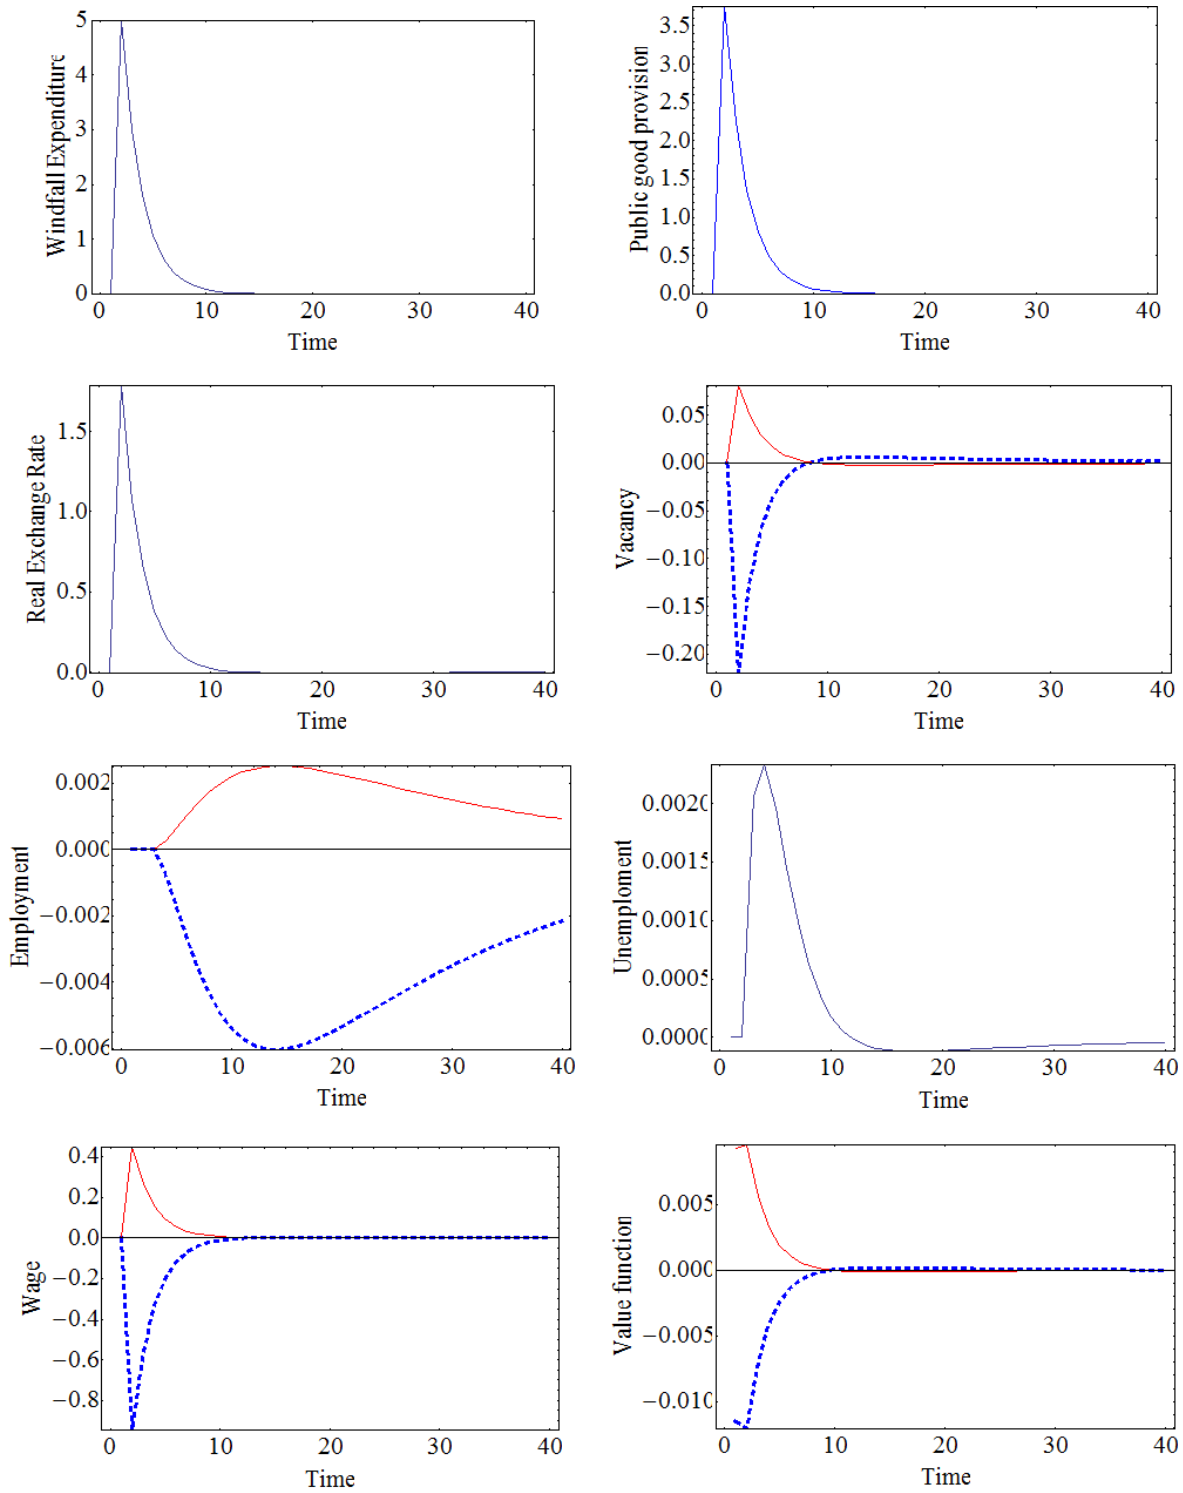 Windfall Expenditure
5
4
3
2
1
0
0 10 20 30 40
Time
Public good provision
3.5
3.0
2.5
2.0
1.5
1.0
0.5
0.0
0 10 20 30 40
Time
Real Exchange Rate
1.5
1.0
0.5
0.0
0 10 20 30 40
Time
Vacancy
0.05
0.00
−0.05
−0.10
−0.15
−0.20
0 10 20 30 40
Time
Employment
0.002
0.000
−0.002
−0.004
−0.006
0 10 20 30 40
Time
Unemploment
0.0020
0.0015
0.0010
0.0005
0.0000
0 10 20 30 40
Time
Wage
0.4
0.2
0.0
−0.2
−0.4
−0.6
−0.8
0 10 20 30 40
Time
Value function
0.005
0.000
−0.005
−0.010
0 10 20 30 40
Time